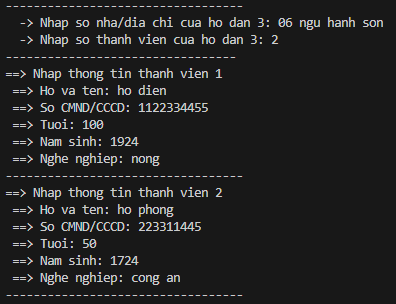 ----------------------------------
-> Nhap so nha/dia chi cua ho dan 3: 06 ngu hanh son
-> Nhap so thanh vien cua ho dan 3: 2
---------------------------------
==> Nhap thong tin thanh vien 1
==> Ho va ten: ho dien
==> So CMND/CCCD: 1122334455
==> Tuoi: 100
==> Nam sinh: 1924
==> Nghe nghiep: nong
----------------------------------
==> Nhap thong tin thanh vien 2
==> Ho va ten: ho phong
==> So CMND/CCCD: 223311445
==> Tuoi: 50
==> Nam sinh: 1724
==> Nghe nghiep: cong an
----------------------------------